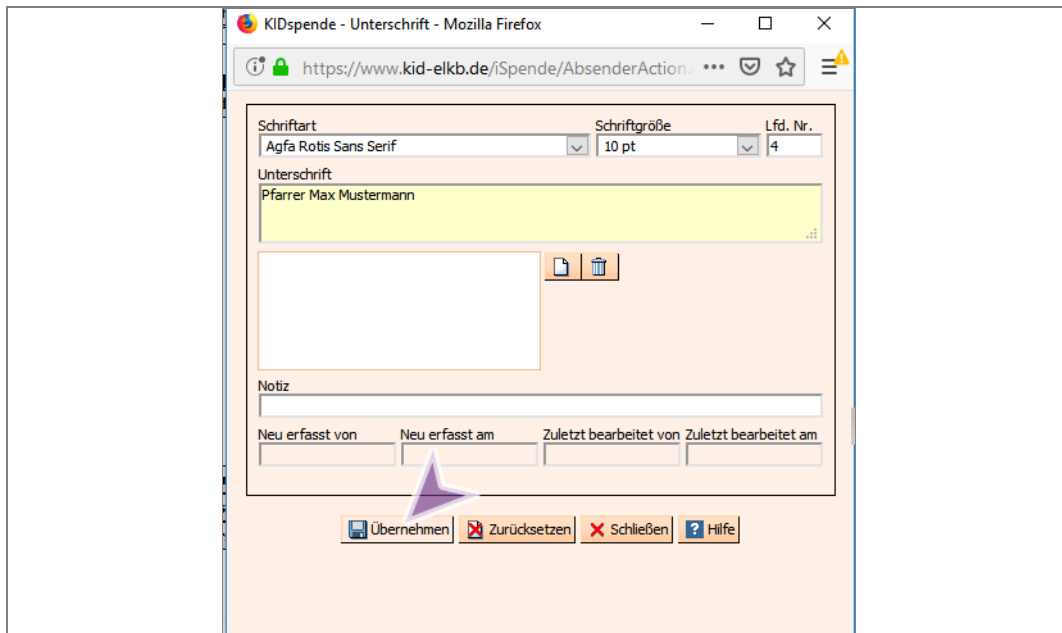 KIDspende - Unterschrift - Mozilla Firefox
https://www.kid-elkb.de/iSpende/AbsenderAction.
Schriftart Schriftgröße Lfd. Nr.
Agfa Rotis Sans Serif 10 pt 4
Unterschrift
Pfarrer Max Mustermann
Notiz
Neu erfasst von Neu erfasst am Zuletzt bearbeitet von Zuletzt bearbeitet am
Übernehmen Zurücksetzen Schließen ? Hilfe